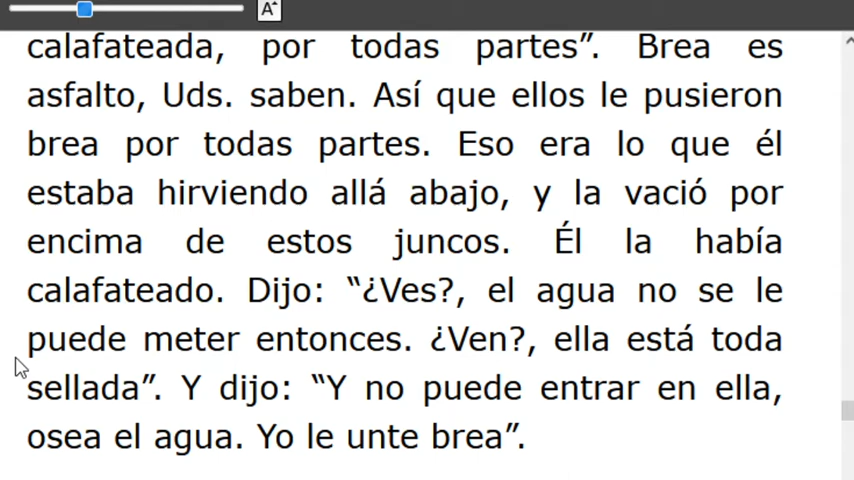 A
calafateada, por todas partes”. Brea es
asfalto, Uds. saben. Así que ellos le pusieron
brea por todas partes. Eso era lo que él
estaba hirviendo allá abajo, y la vació por
encima de estos juncos. Él la había
calafateado. Dijo: “¿Ves?, el agua no se le
puede meter entonces. ¿Ven?, ella está toda
sellada”. Y dijo: “Y no puede entrar en ella,
osea el agua. Yo le unte brea”.